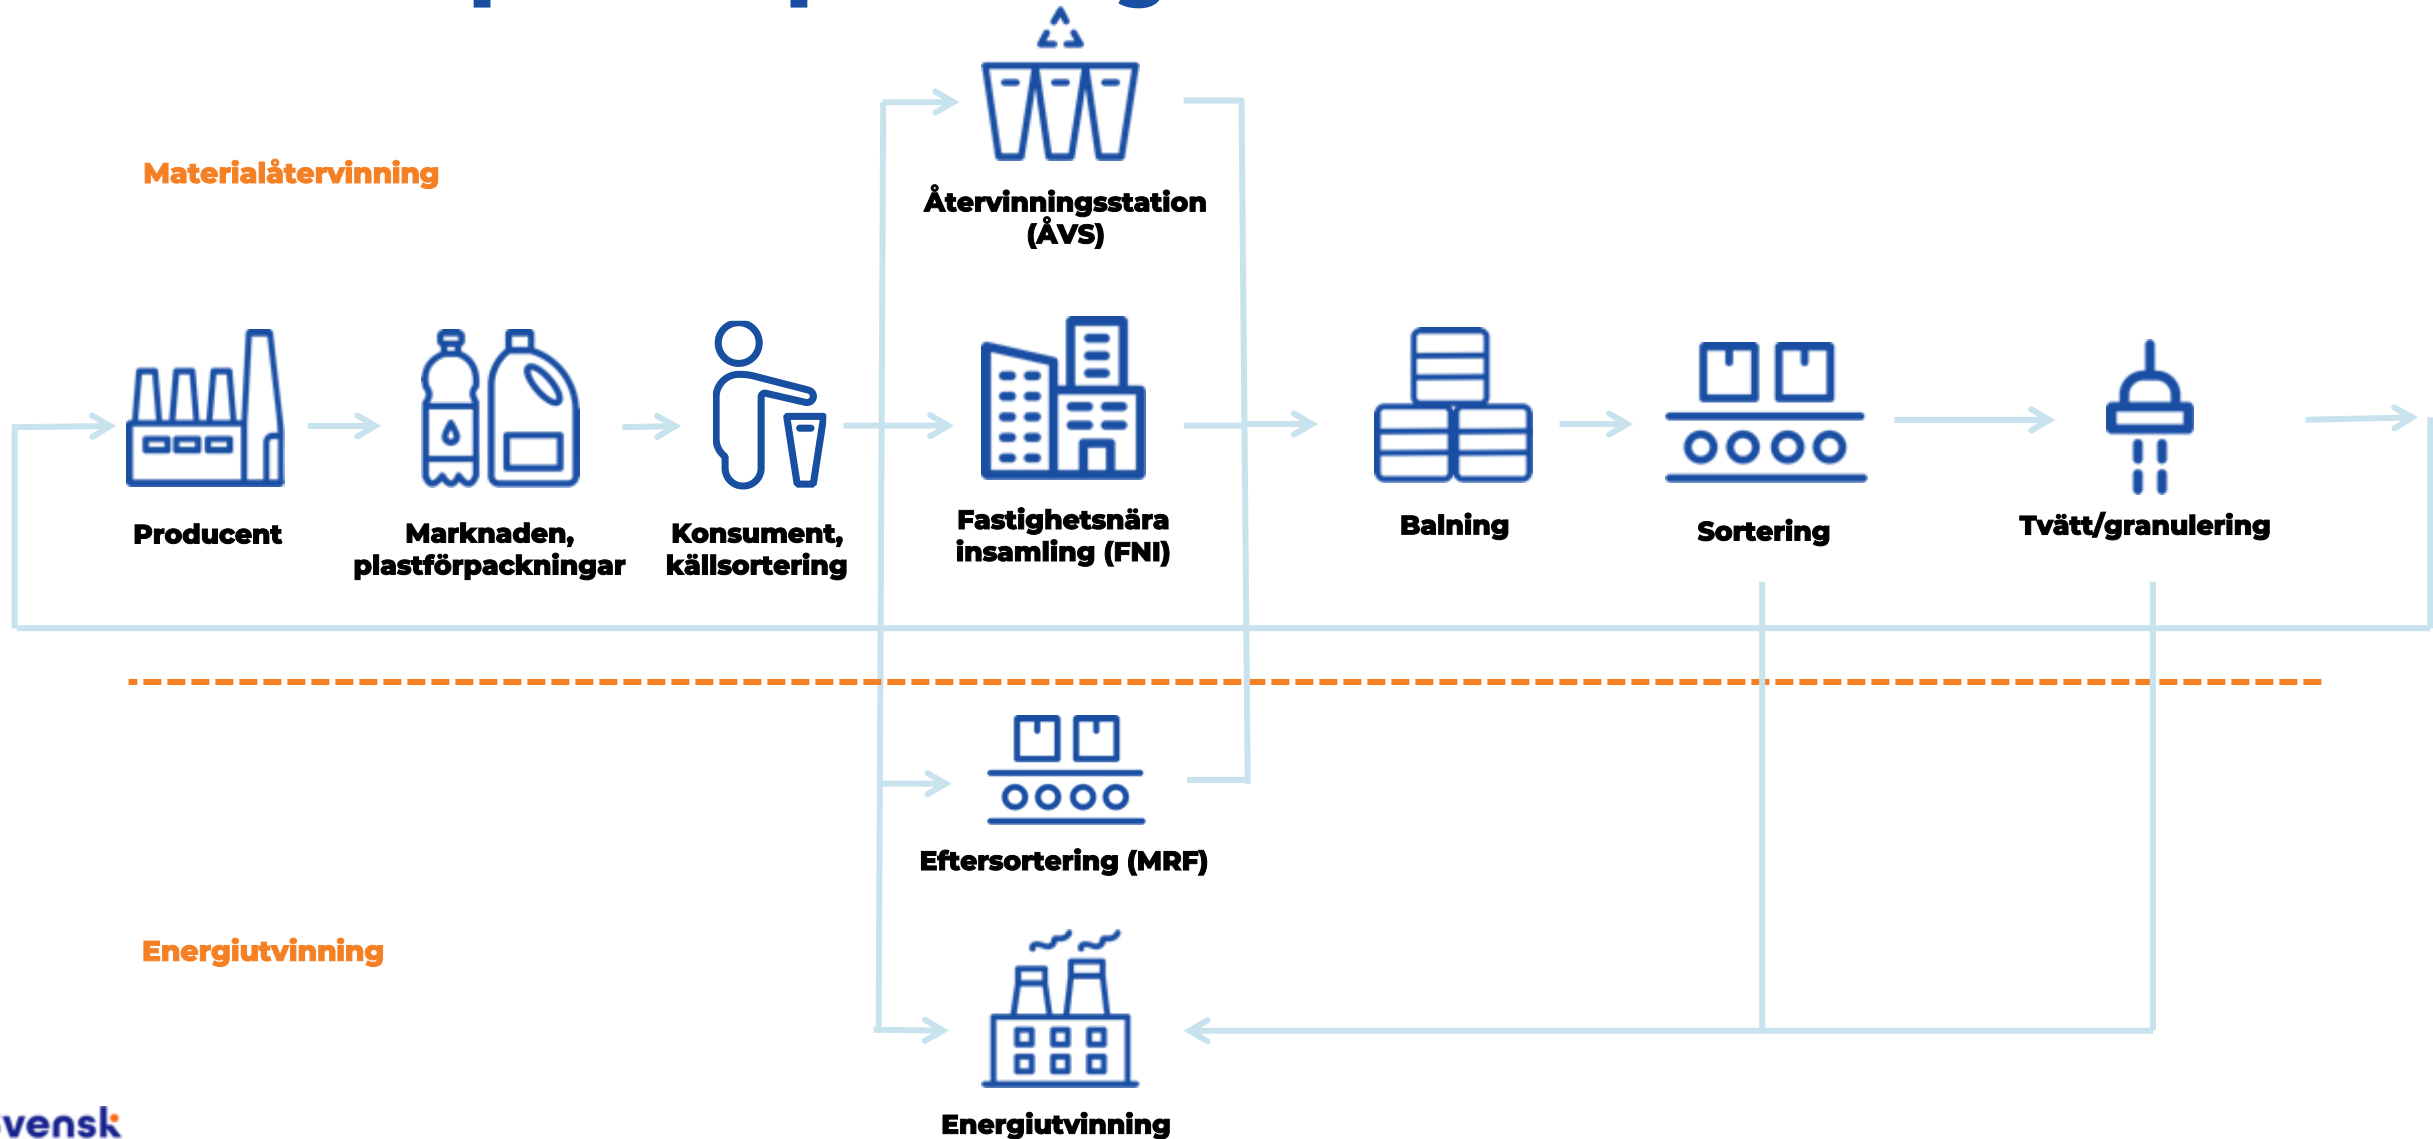 Materialåtervinning
Återvinningsstation
(ÅVS)
Producent
Marknaden,
plastförpackningar
Konsument,
källsortering
Fastighetsnära
insamling (FNI)
Balning
Sortering
Tvätt/granulering
Eftersortering (MRF)
Energiutvinning
Energiutvinning
vensk